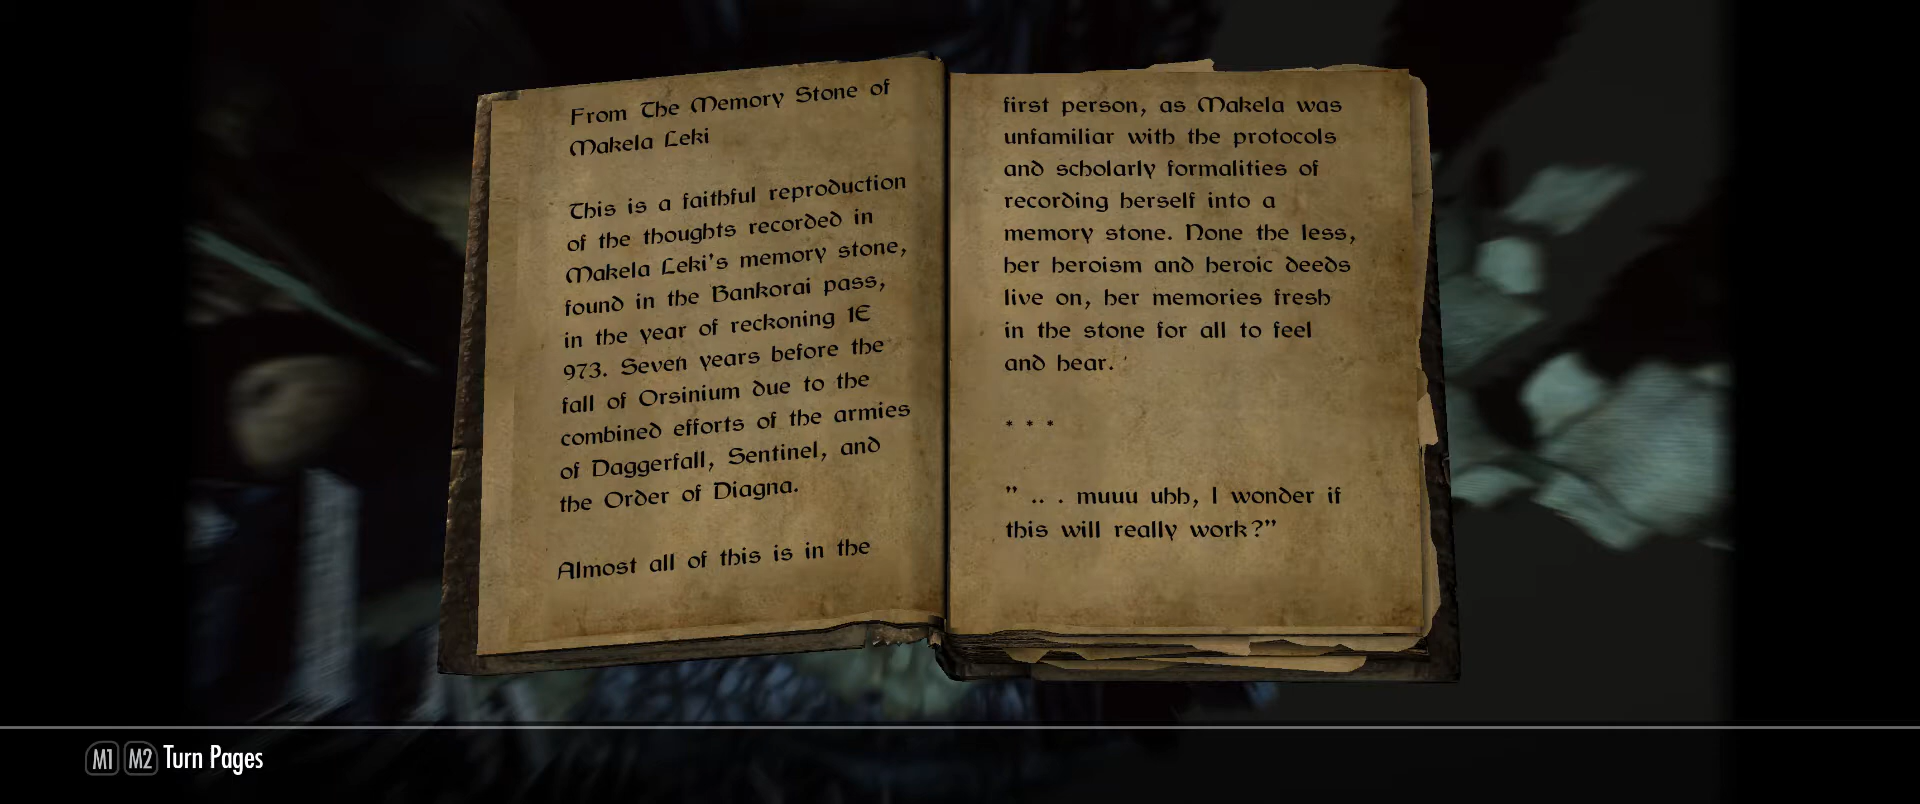 From The Memory Stone of
Makela Leki
This is a faithful reproduction
of the thoughts recorded in
Makela Leki's memory stone,
found in the Bankorai pass,
in the year of reckoning 1E
973. Seven years before the
fall of Orsinium due to the
combined efforts of the armies
of Daggerfall, Sentinel, and
the Order of Diagna.
Almost all of this is in the
first person, as Makela was
unfamiliar with the protocols
and scholarly formalities of
recording herself into a
memory stone. None the less,
her heroism and heroic deeds
live on, her memories fresh
in the stone for all to feel
and hear.
* * *
" .. . muuu uhh, I wonder if
this will really work?"
M1 M2 Turn Pages